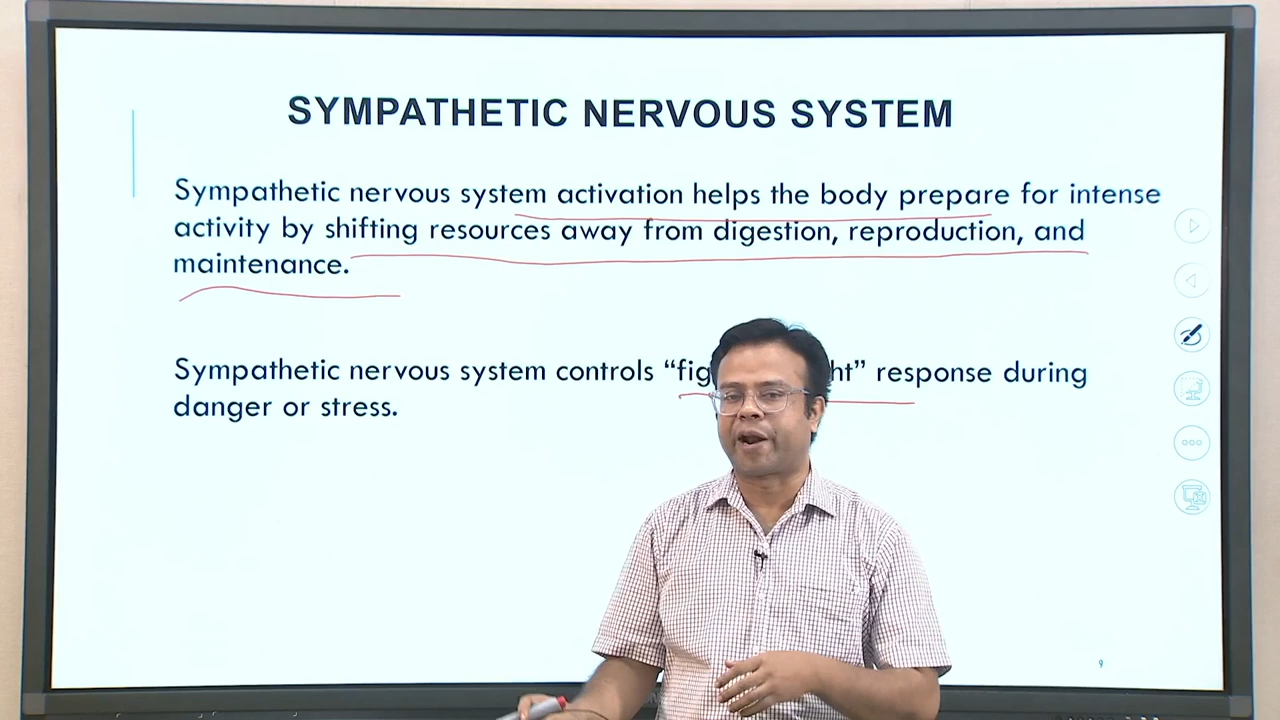 SYMPATHETIC NERVOUS SYSTEM
Sympathetic nervous system activation helps the body prepare for intense
activity by shifting resources away from digestion, reproduction, and
maintenance.
Sympathetic nervous system controls “fig ht” response during
danger or stress.
9